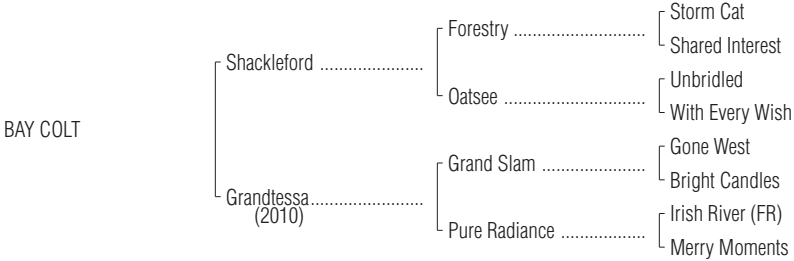 Storm Cat
Forestry ............................
Shared Interest
Shackleford ......................
Unbridled
Oatsee ..............................
With Every Wish
BAY COLT
Gone West
Grand Slam ......................
Bright Candles
Grandtessa........................
(2010)
Irish River (FR)
Pure Radiance ..................
Merry Moments